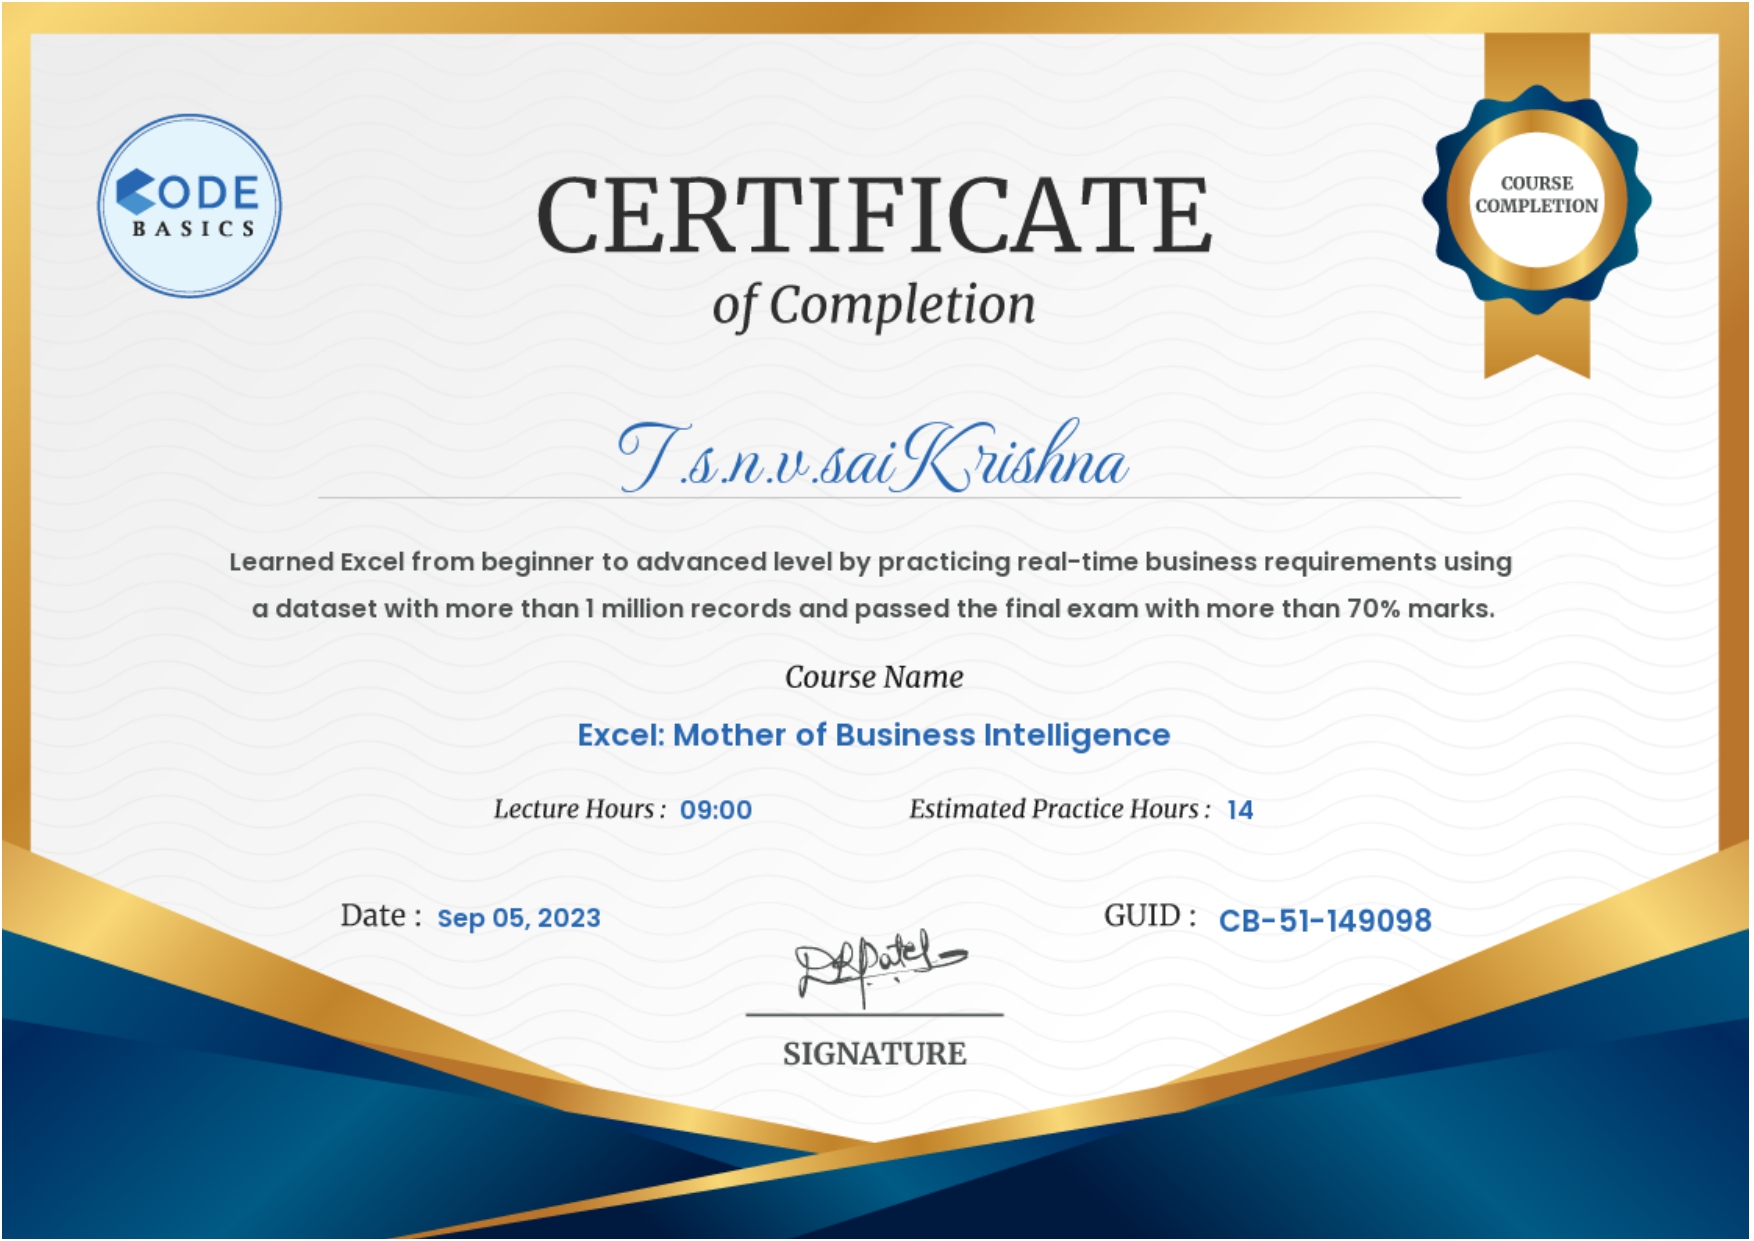 CODE
BASICS
COURSE
COMPLETION
CERTIFICATE
of Completion
T.s.n.v.saiKrishna
Learned Excel from beginner to advanced level by practicing real-time business requirements using
a dataset with more than 1 million records and passed the final exam with more than 70% marks.
Course Name
Excel: Mother of Business Intelligence
Lecture Hours : 09:00
Estimated Practice Hours : 14
Date : Sep 05, 2023
GUID : CB-51-149098
DRPatel
SIGNATURE